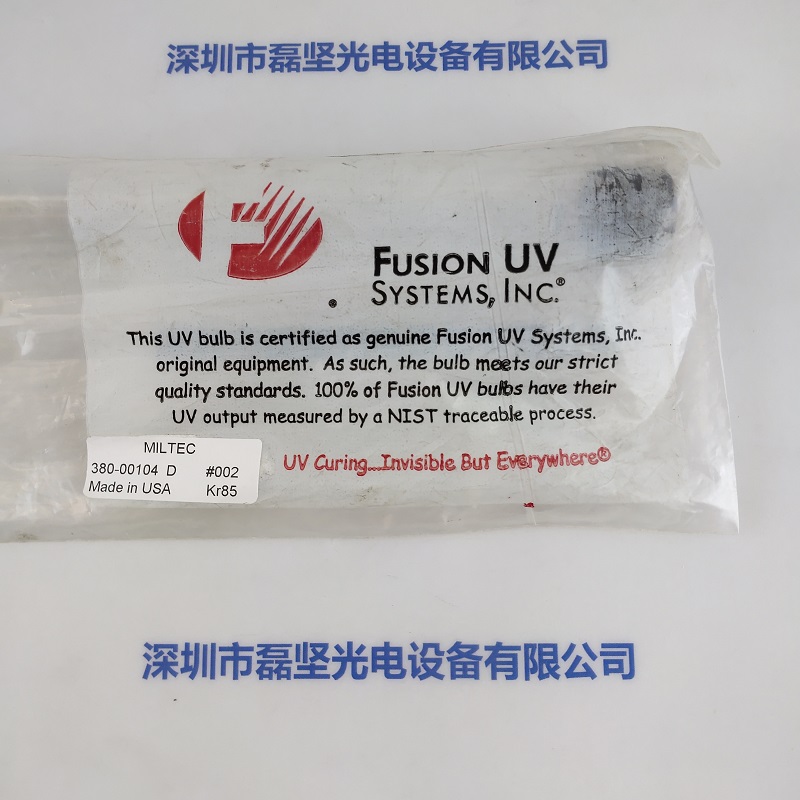 深圳市磊坚光电设备有限公司
FUSION UV
SYSTEMS, INC.®
This UV bulb is certified as genuine Fusion UV Systems, Inc.
original equipment. As such, the bulb meets our strict
quality standards. 100% of Fusion UV bulbs have their
UV output measured by a NIST traceable process.
UV Curing....Invisible But Everywhere®
MILTEC
380-00104 D #002
Made in USA Kr85
深圳市磊坚光电设备有限公司